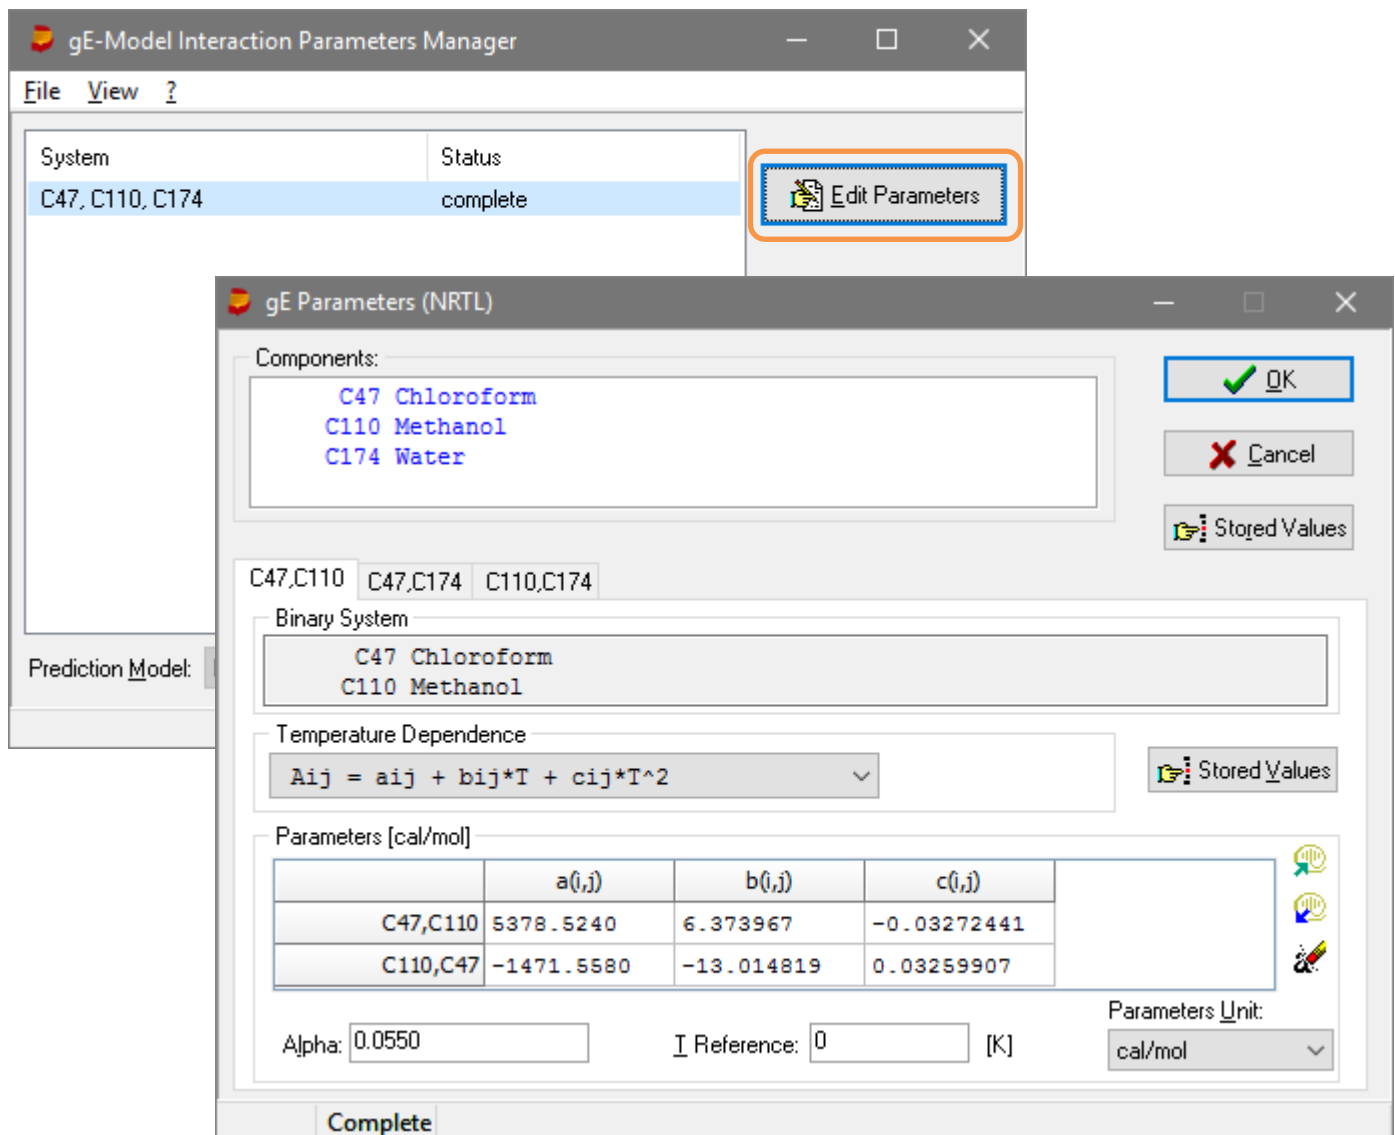 gE-Model Interaction Parameters Manager
File View ?
System Status
C47, C110, C174 complete
Edit Parameters
Prediction Model:
gE Parameters (NRTL)
Components:
C47 Chloroform
C110 Methanol
C174 Water
OK
Cancel
Stored Values
C47,C110 C47,C174 C110,C174
Binary System
C47 Chloroform
C110 Methanol
Temperature Dependence
Aij = aij + bij*T + cij*T^2
Stored Values
Parameters [cal/mol]
a(i,j) b(i,j) c(i,j)
C47,C110 5378.5240 6.373967 -0.03272441
C110,C47 -1471.5580 -13.014819 0.03259907
Alpha: 0.0550 T Reference: 0 [K]
Parameters Unit:
cal/mol
Complete